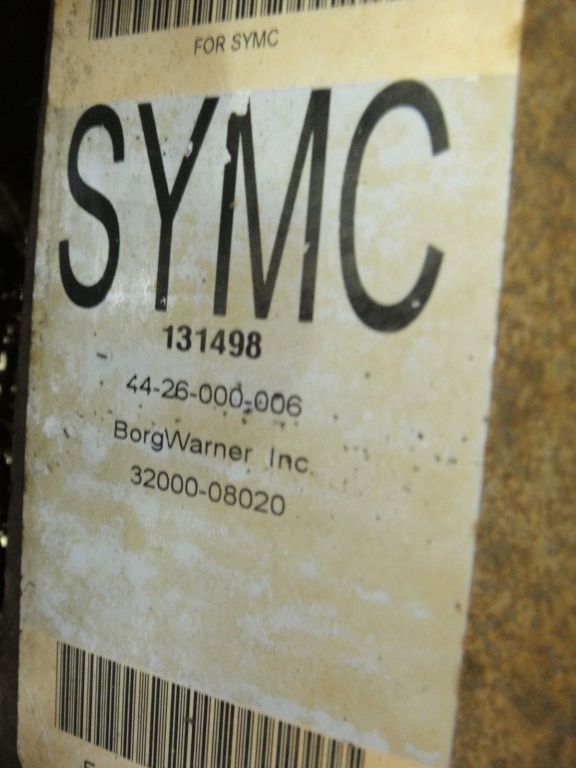 FOR SYMC
SYMC
131498
44-26-000-006
BorgWarner Inc.
32000-08020